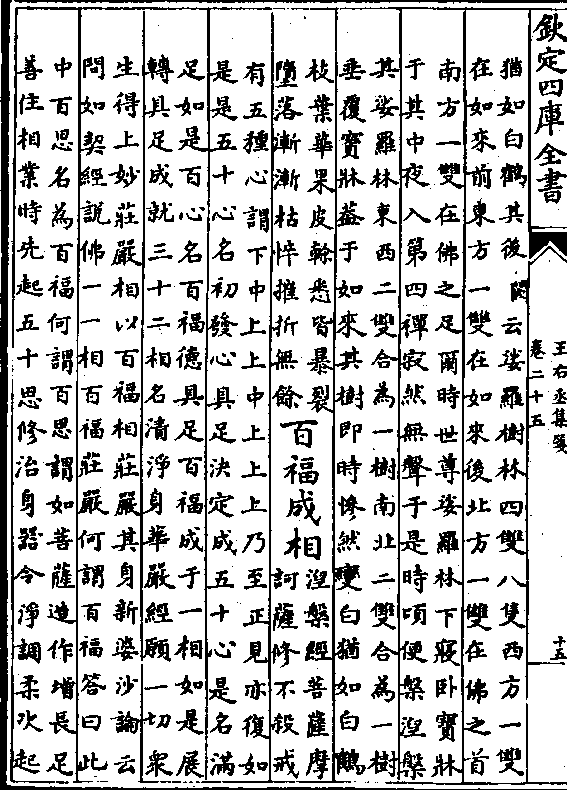 欽定四庫全書
王右丞集箋
卷二十五
十五
猶如白鶴其後閣云娑羅樹林四雙八隻西方一雙
在如來前東方一雙在如來後北方一雙在佛之首
南方一雙在佛之足爾時世尊娑羅林下寢卧寶牀
于其中夜入第四禪寂然無聲于是時頃便槃涅槃
其娑羅林東西二雙合為一樹南北二雙合為一樹
垂覆寶牀葢于如來其樹即時慘然變白猶如白鶴
枝葉華果皮幹悉皆暴裂
墮落漸漸枯悴摧折無餘
百福成相
涅槃經菩薩摩
訶薩修不殺戒
有五種心謂下中上上中上上上乃至正見亦復如
是是五十心名初發心具足決定成五十心是名滿
足如是百心名百福德具足百福成于一相如是展
轉具足成就三十二相名清淨身華嚴經願一切衆
生得上妙莊嚴相以百福相莊嚴其身新婆沙論云
問如契經說佛一一相百福莊嚴何謂百福答曰此
中百思名為百福何謂百思謂如菩薩造作增長足
善住相業時先起五十思修治身器令淨調柔次起